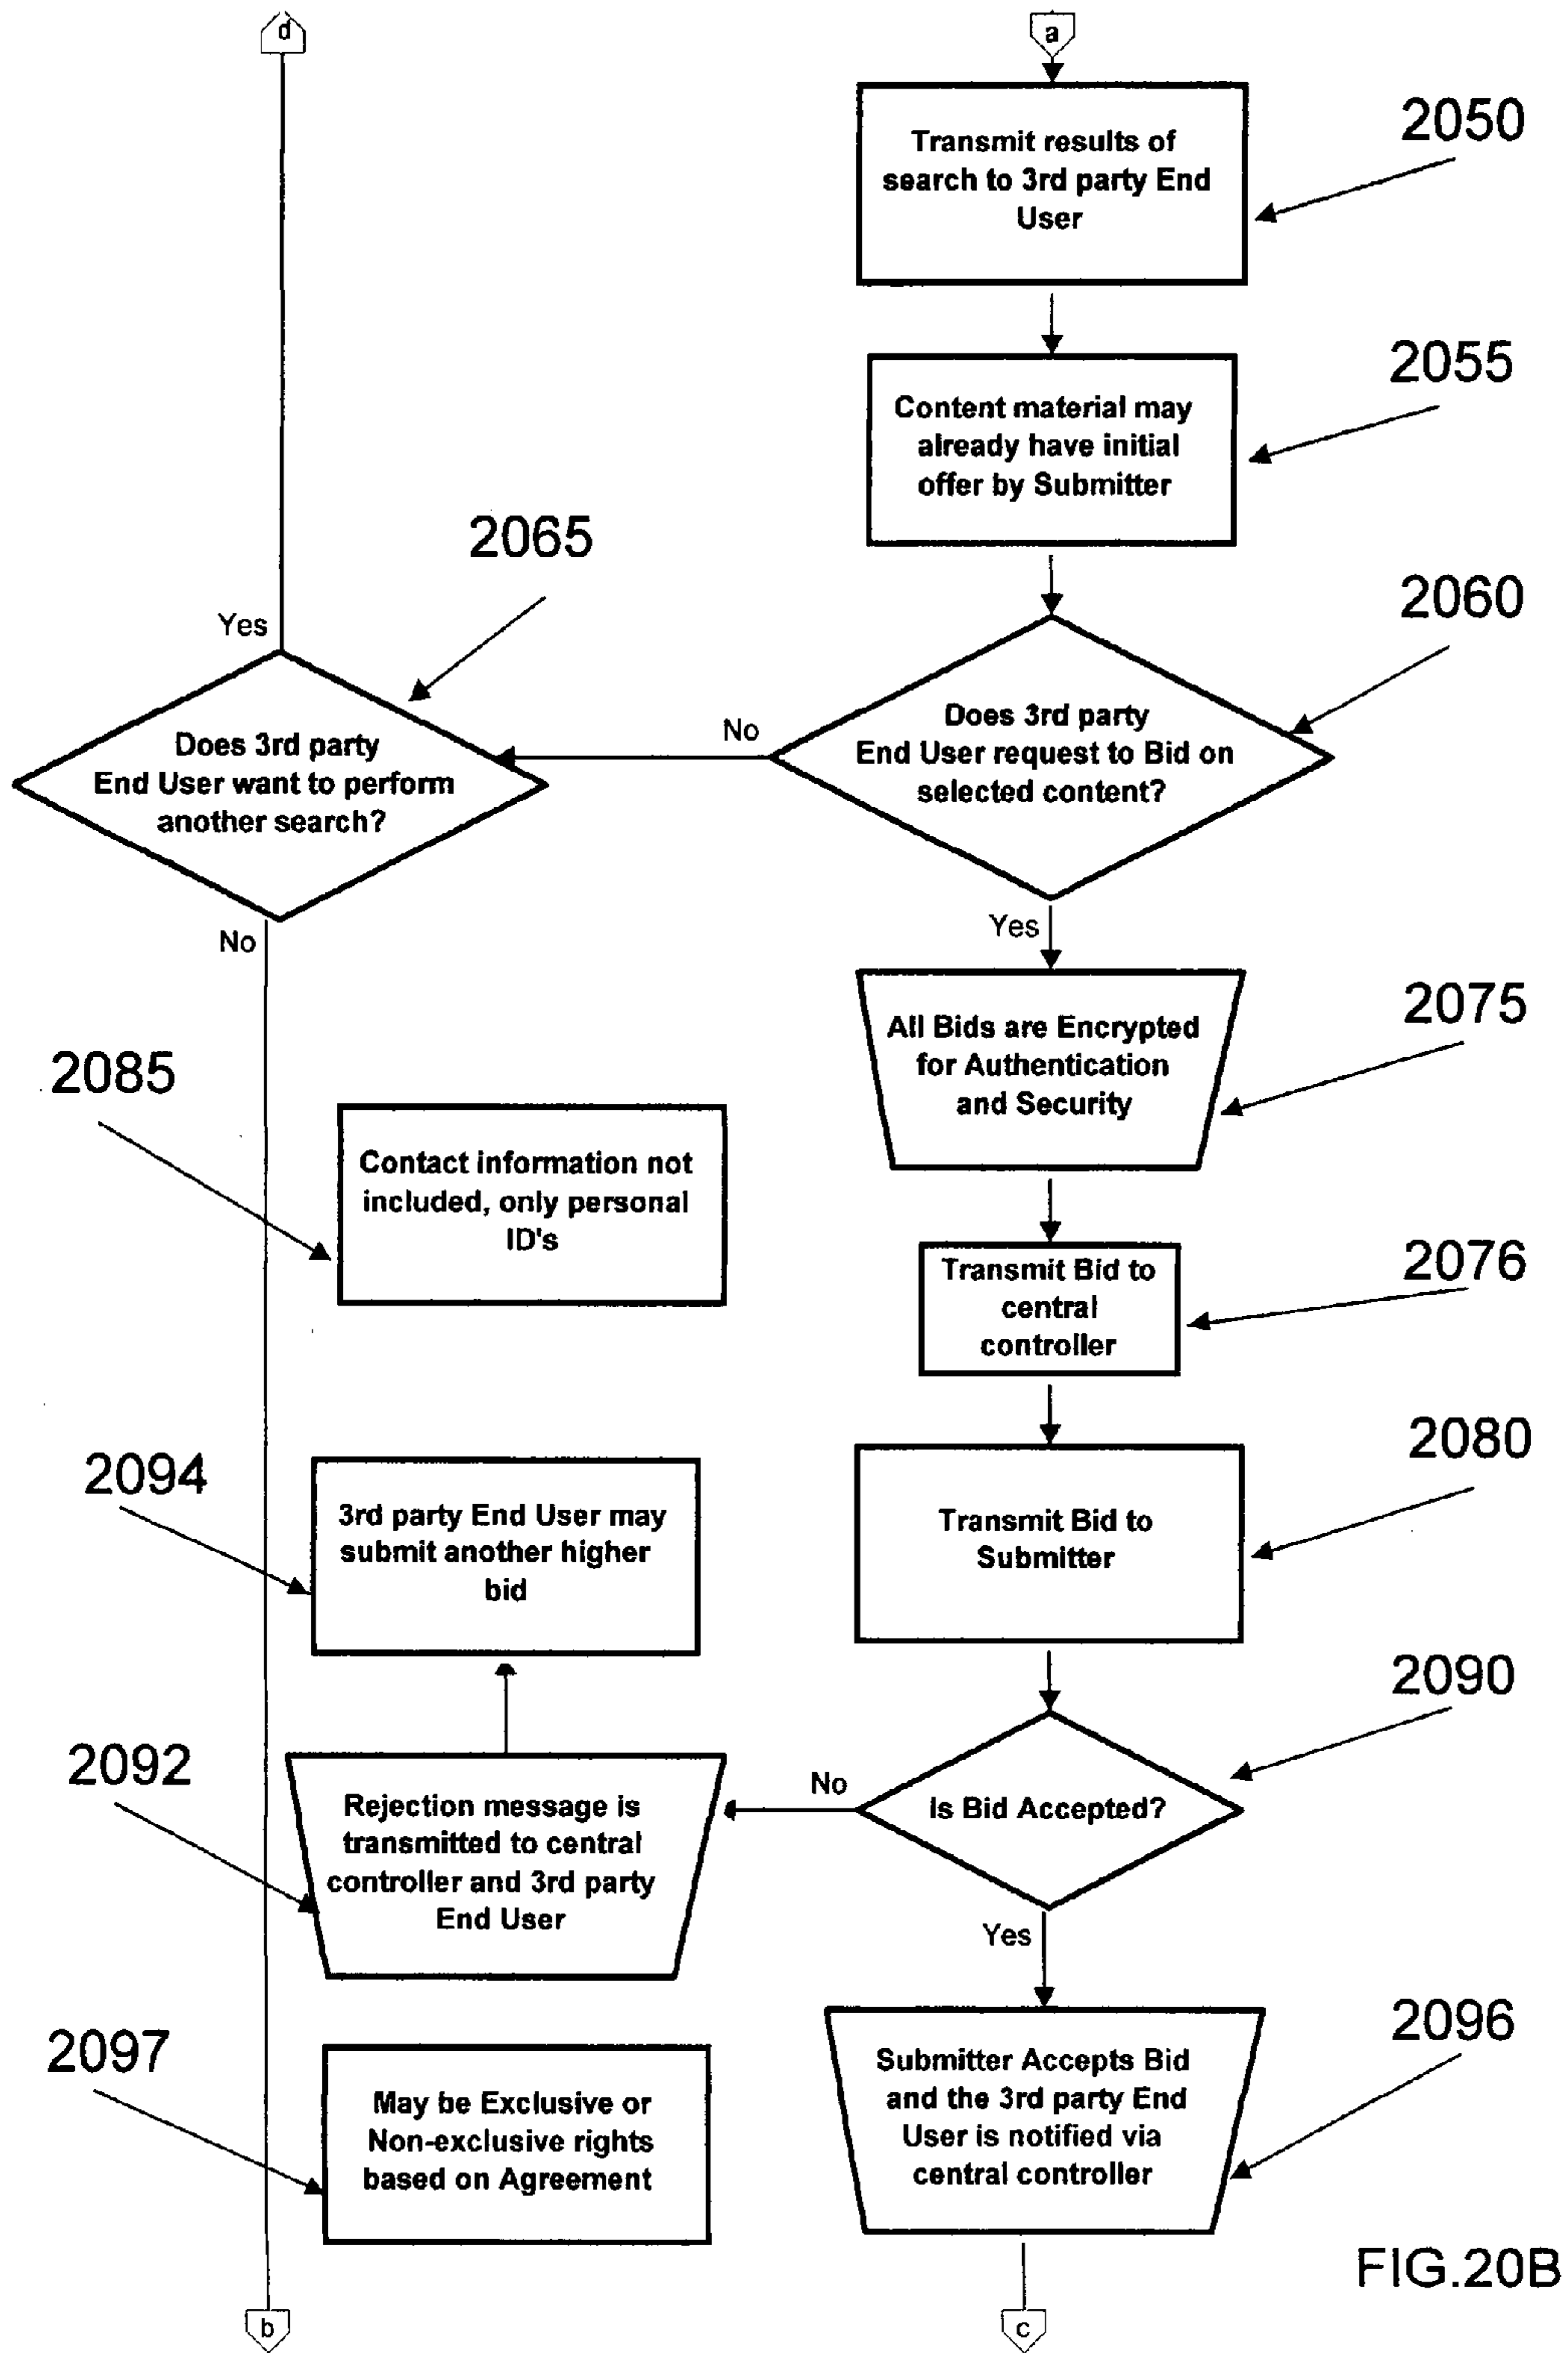 d
a
Transmit results of
search to 3rd party End
User
2050
Content material may
already have initial
offer by Submitter
2055
2065
2060
Yes
Does 3rd party
End User want to perform
another search?
No
Does 3rd party
End User request to Bid on
selected content?
No
Yes
All Bids are Encrypted
for Authentication
and Security
2075
2085
Contact information not
included, only personal
ID's
Transmit Bid to
central
controller
2076
2094
3rd party End User may
submit another higher
bid
Transmit Bid to
Submitter
2080
2090
2092
Rejection message is
transmitted to central
controller and 3rd party
End User
No
Is Bid Accepted?
Yes
2097
May be Exclusive or
Non-exclusive rights
based on Agreement
Submitter Accepts Bid
and the 3rd party End
User is notified via
central controller
2096
FIG.20B
b
c